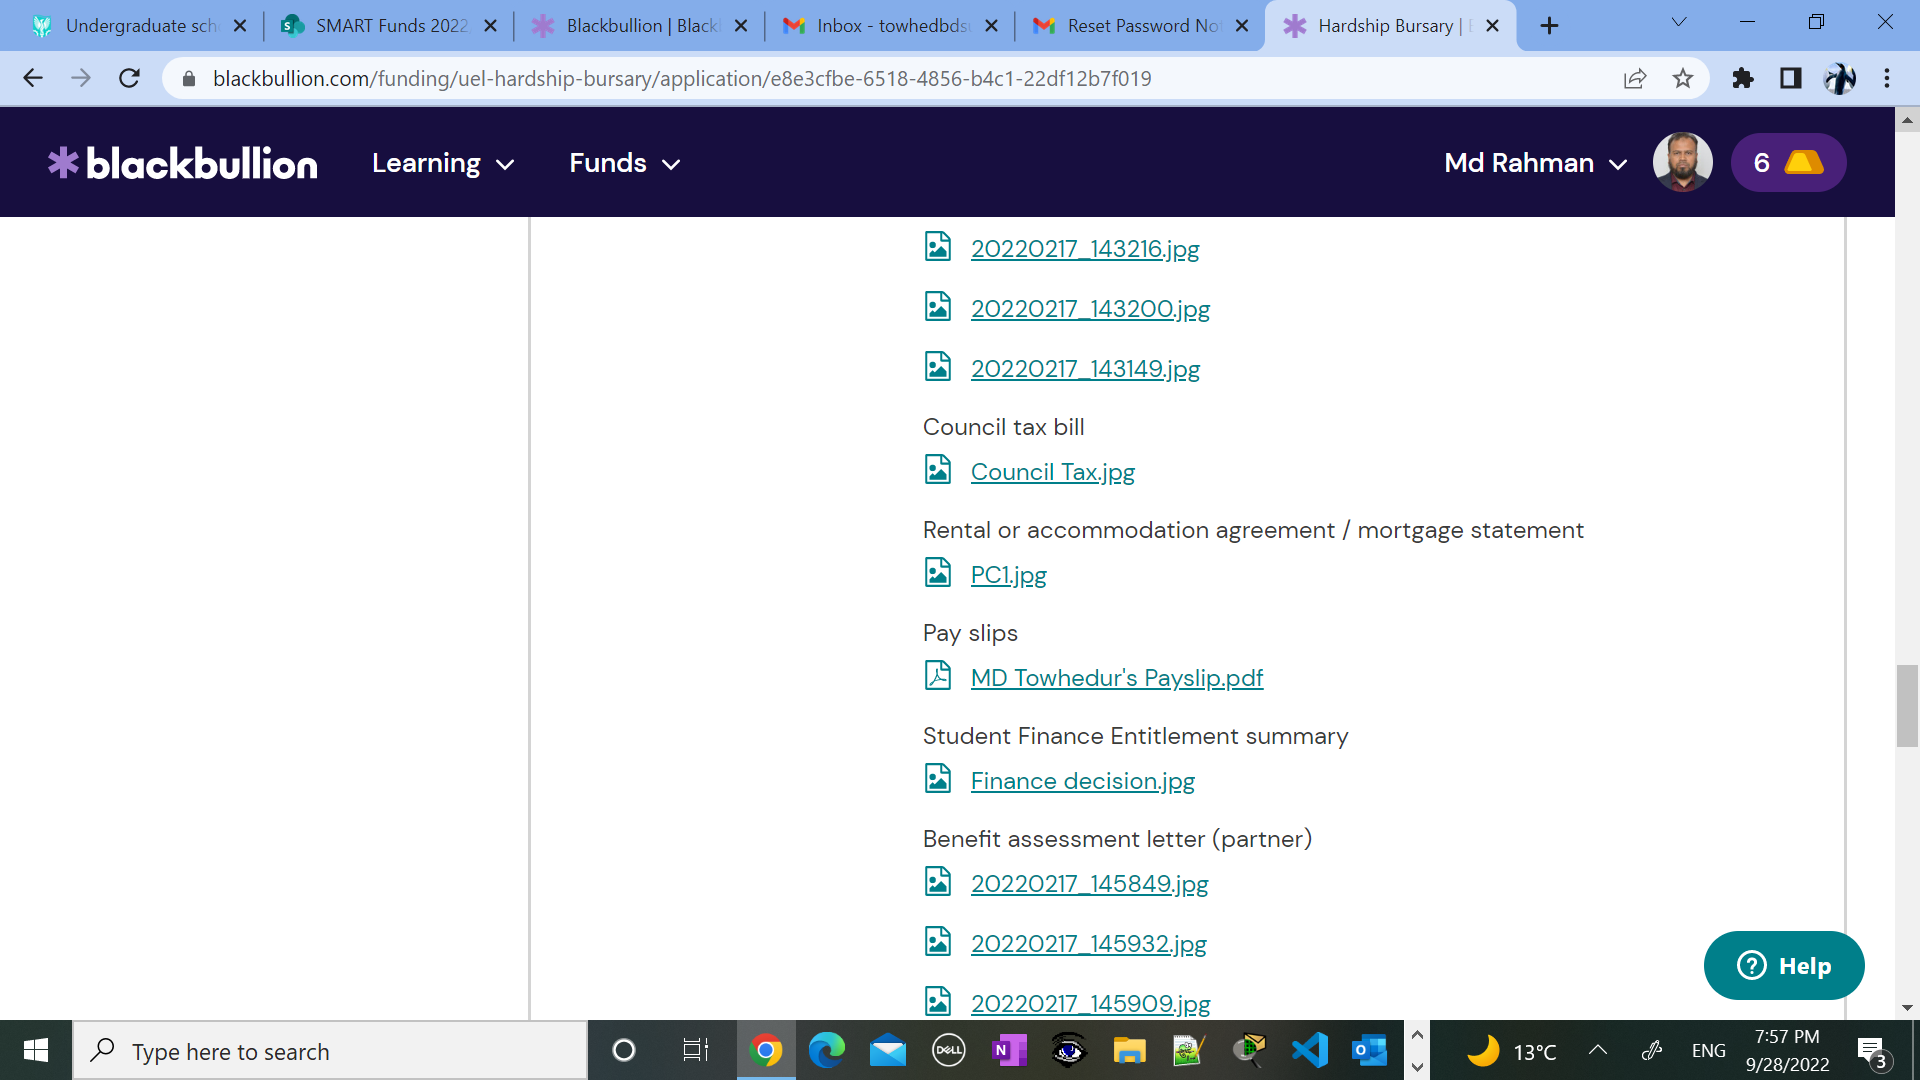 Undergraduate sch
SMART Funds 2022
Blackbullion | Black
Inbox - towhedbds
Reset Password No
Hardship Bursary |
blackbullion.com/funding/uel-hardship-bursary/application/e8e3cfbe-6518-4856-b4c1-22df12b7f019
blackbullion
Learning
Funds
Md Rahman
6
20220217_143216.jpg
20220217_143200.jpg
20220217_143149.jpg
Council tax bill
Council Tax.jpg
Rental or accommodation agreement / mortgage statement
PC1.jpg
Pay slips
MD Towhedur's Payslip.pdf
Student Finance Entitlement summary
Finance decision.jpg
Benefit assessment letter (partner)
20220217_145849.jpg
20220217_145932.jpg
20220217_145909.jpg
Help
Type here to search
DELL
N
13°C
ENG
7:57 PM
9/28/2022
3